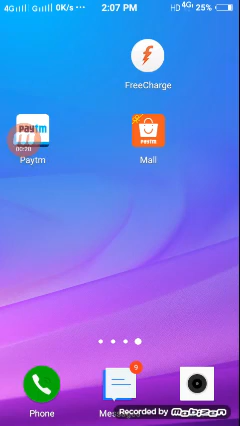 4G 4G 0K/s ••• 2:07 PM HD 4G 25%
FreeCharge
Paytm
00:20
paytm
Paytm
Mall
9
Phone
Recorded by mobizen